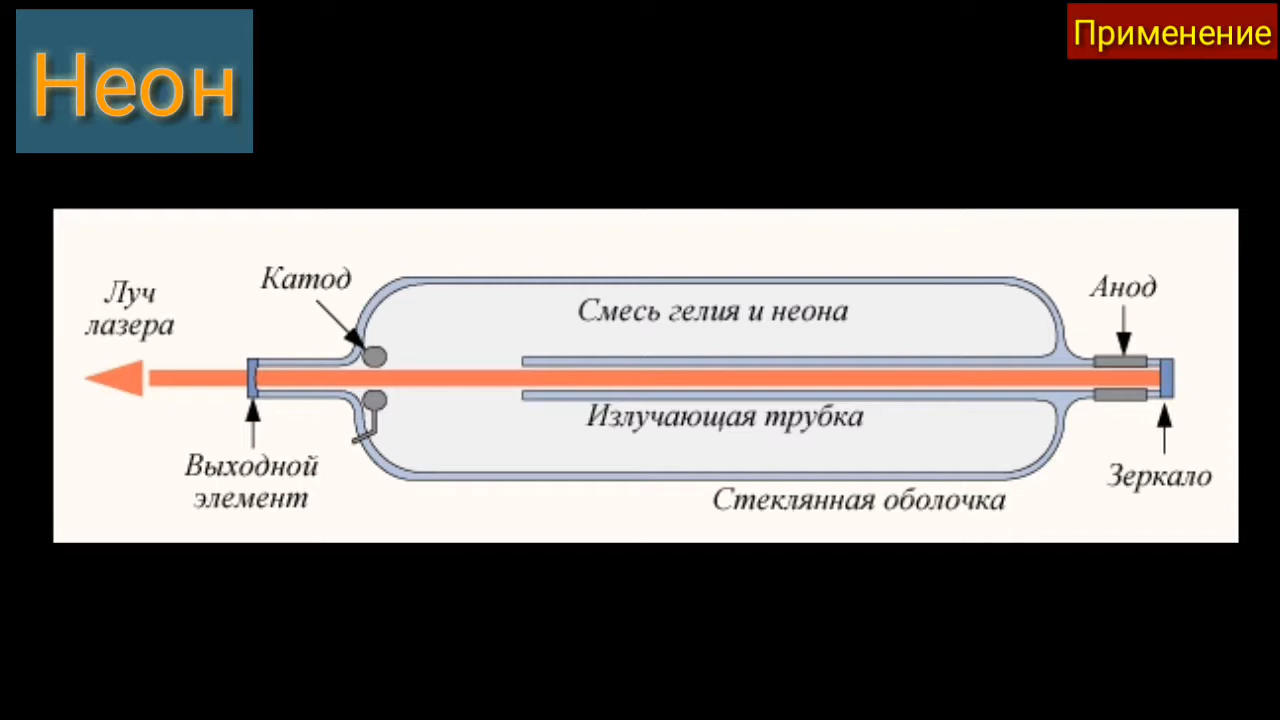 Неон
Применение
Луч
лазера
Катод
Смесь гелия и неона
Анод
Излучающая трубка
Выходной
элемент
Стеклянная оболочка
Зеркало